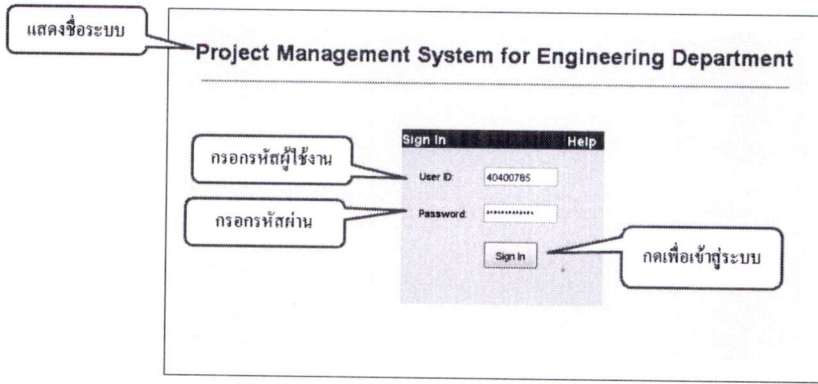 แสดงชื่อระบบ
Project Management System for Engineering Department
Sign In Help
กรอกรหัสผู้ใช้งาน
User ID: 40400785
Password: *************
กรอกรหัสผ่าน
Sign In
กดเพื่อเข้าสู่ระบบ